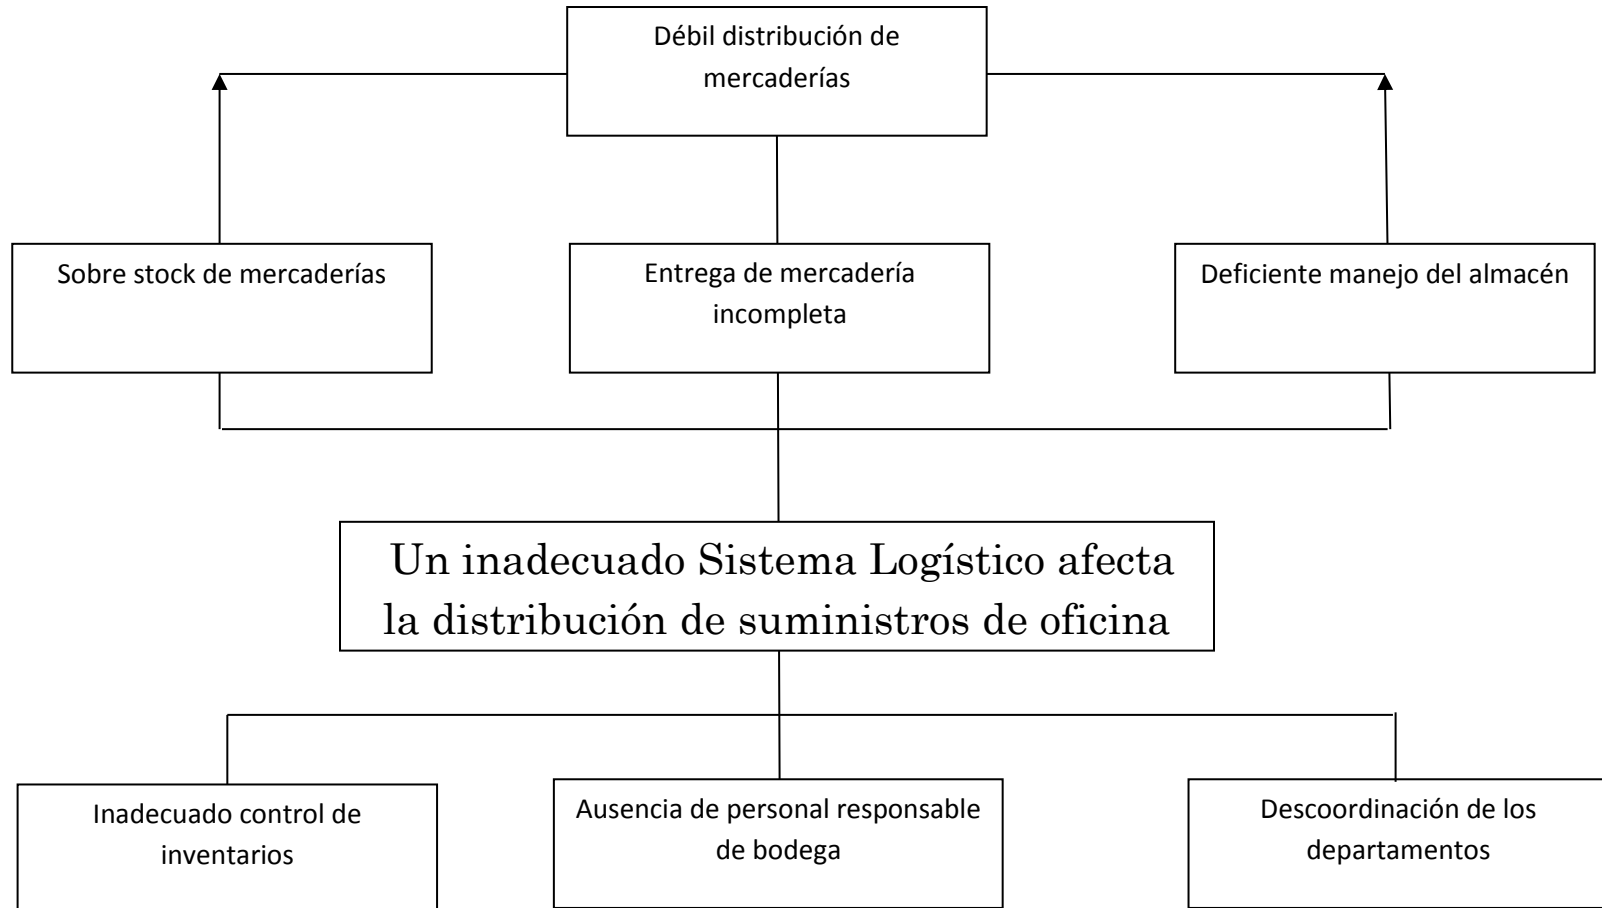 Débil distribución de
mercaderías
Sobre stock de mercaderías
Entrega de mercadería
incompleta
Deficiente manejo del almacén
Un inadecuado Sistema Logístico afecta
la distribución de suministros de oficina
Inadecuado control de
inventarios
Ausencia de personal responsable
de bodega
Descoordinación de los
departamentos